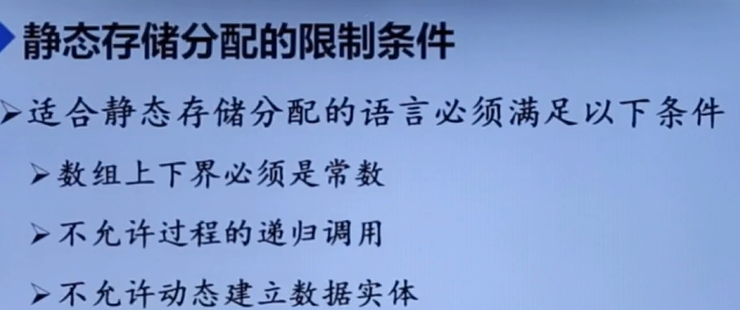 静态存储分配的限制条件
适合静态存储分配的语言必须满足以下条件
数组上下界必须是常数
不允许过程的递归调用
不允许动态建立数据实体